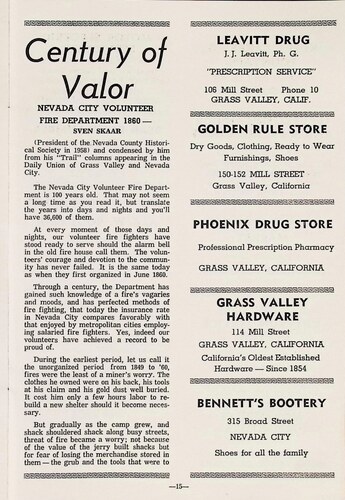 Century of
Valor
NEVADA CITY VOLUNTEER
FIRE DEPARTMENT 1860 —
SVEN SKAAR
(President of the Nevada County Histori-
cal Society in 1958) and condensed by him
from his "Trail" columns appearing in the
Daily Union of Grass Valley and Nevada
City.
The Nevada City Volunteer Fire Depart-
ment is 100 years old. That may not seem
a long time as you read it, but translate
the years into days and nights and you'll
have 36,600 of them.
At every moment of those days and
nights, our volunteer fire fighters have
stood ready to serve should the alarm bell
in the old fire house call them. The volun-
teers' courage and devotion to the commun-
ity has never failed. It is the same today
as when they first organized in June 1860.
Through a century, the Department has
gained such knowledge of a fire's vagaries
and moods, and has perfected methods of
fire fighting, that today the insurance rate
in Nevada City compares favorably with
that enjoyed by metropolitan cities employ-
ing salaried fire fighters. Yes, indeed our
volunteers have achieved a record to be
proud of.
During the earliest period, let us call it
the unorganized period from 1849 to '60,
fires were the least of a miner's worry. The
clothes he owned were on his back, his tools
at his claim and his gold dust well buried.
It cost him only a few hours labor to re-
build a new shelter should it become neces-
sary.
But gradually as the camp grew, and
shack shouldered shack along busy streets,
threat of fire became a worry; not because
of the value of the jerry built shacks but
for fear of losing the merchandise stored in
them — the grub and the tools that were to
LEAVITT DRUG
J. J. Leavitt, Ph. G.
"PRESCRIPTION SERVICE"
106 Mill Street Phone 10
GRASS VALLEY, CALIF.
GOLDEN RULE STORE
Dry Goods, Clothing, Ready to Wear
Furnishings, Shoes
150-152 MILL STREET
Grass Valley, California
PHOENIX DRUG STORE
Professional Prescription Pharmacy
GRASS VALLEY, CALIFORNIA
GRASS VALLEY
HARDWARE
114 Mill Street
GRASS VALLEY, CALIFORNIA
California's Oldest Established
Hardware — Since 1854
BENNETT'S BOOTERY
315 Broad Street
NEVADA CITY
Shoes for all the family
—15—